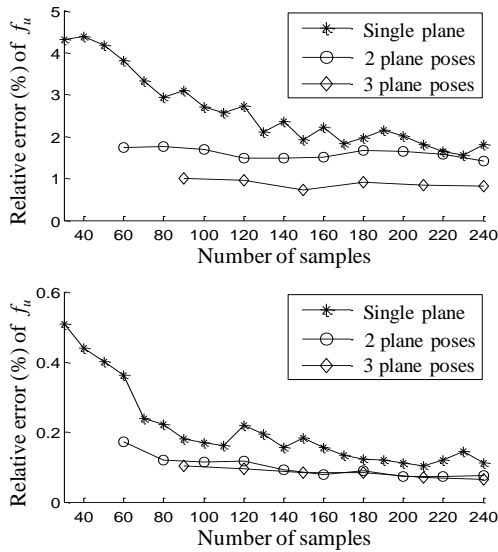 Relative error (%) of f_u
5
4
3
2
1
0
Single plane
2 plane poses
3 plane poses
40 60 80 100 120 140 160 180 200 220 240
Number of samples
Relative error (%) of f_u
0.6
0.4
0.2
0
Single plane
2 plane poses
3 plane poses
40 60 80 100 120 140 160 180 200 220 240
Number of samples